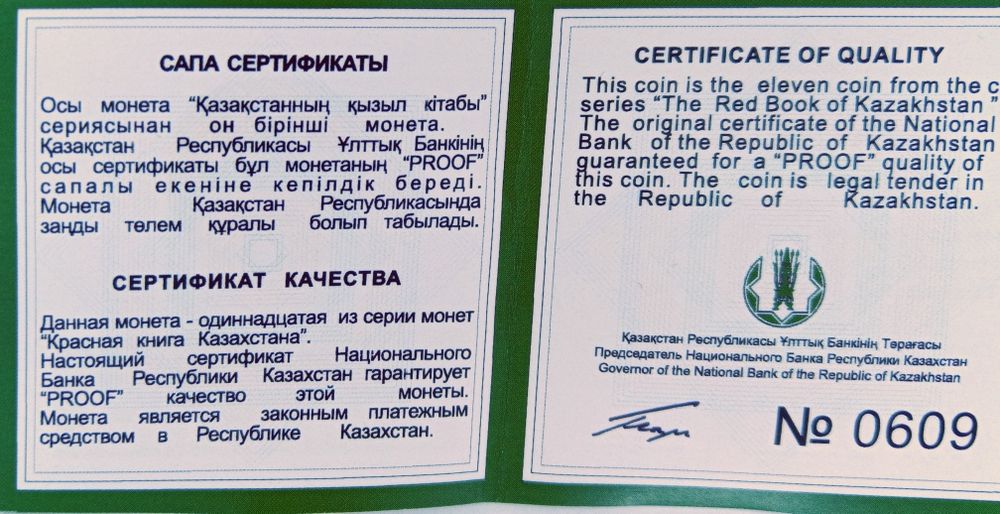 САПА СЕРТИФИКАТЫ
Осы монета “Қазақстанның қызыл кітабы”
сериясынан он бірінші монета.
Қазақстан Республикасы Ұлттық Банкінің
осы сертификаты бұл монетаның “PROOF”
сапалы екеніне кепілдік береді.
Монета Қазақстан Республикасында
заңды төлем құралы болып табылады.
СЕРТИФИКАТ КАЧЕСТВА
Данная монета - одиннадцатая из серии монет
“Красная книга Казахстана”.
Настоящий сертификат Национального
Банка Республики Казахстан гарантирует
“PROOF” качество этой монеты.
Монета является законным платежным
средством в Республике Казахстан.
CERTIFICATE OF QUALITY
This coin is the eleven coin from the
series “The Red Book of Kazakhstan ”
The original certificate of the National
Bank of the Republic of Kazakhstan
guaranteed for a “PROOF” quality of
this coin. The coin is legal tender in
the Republic of Kazakhstan.
Қазақстан Республикасы Ұлттық Банкінің Төрағасы
Председатель Национального Банка Республики Казахстан
Governor of the National Bank of the Republic of Kazakhstan
№ 0609